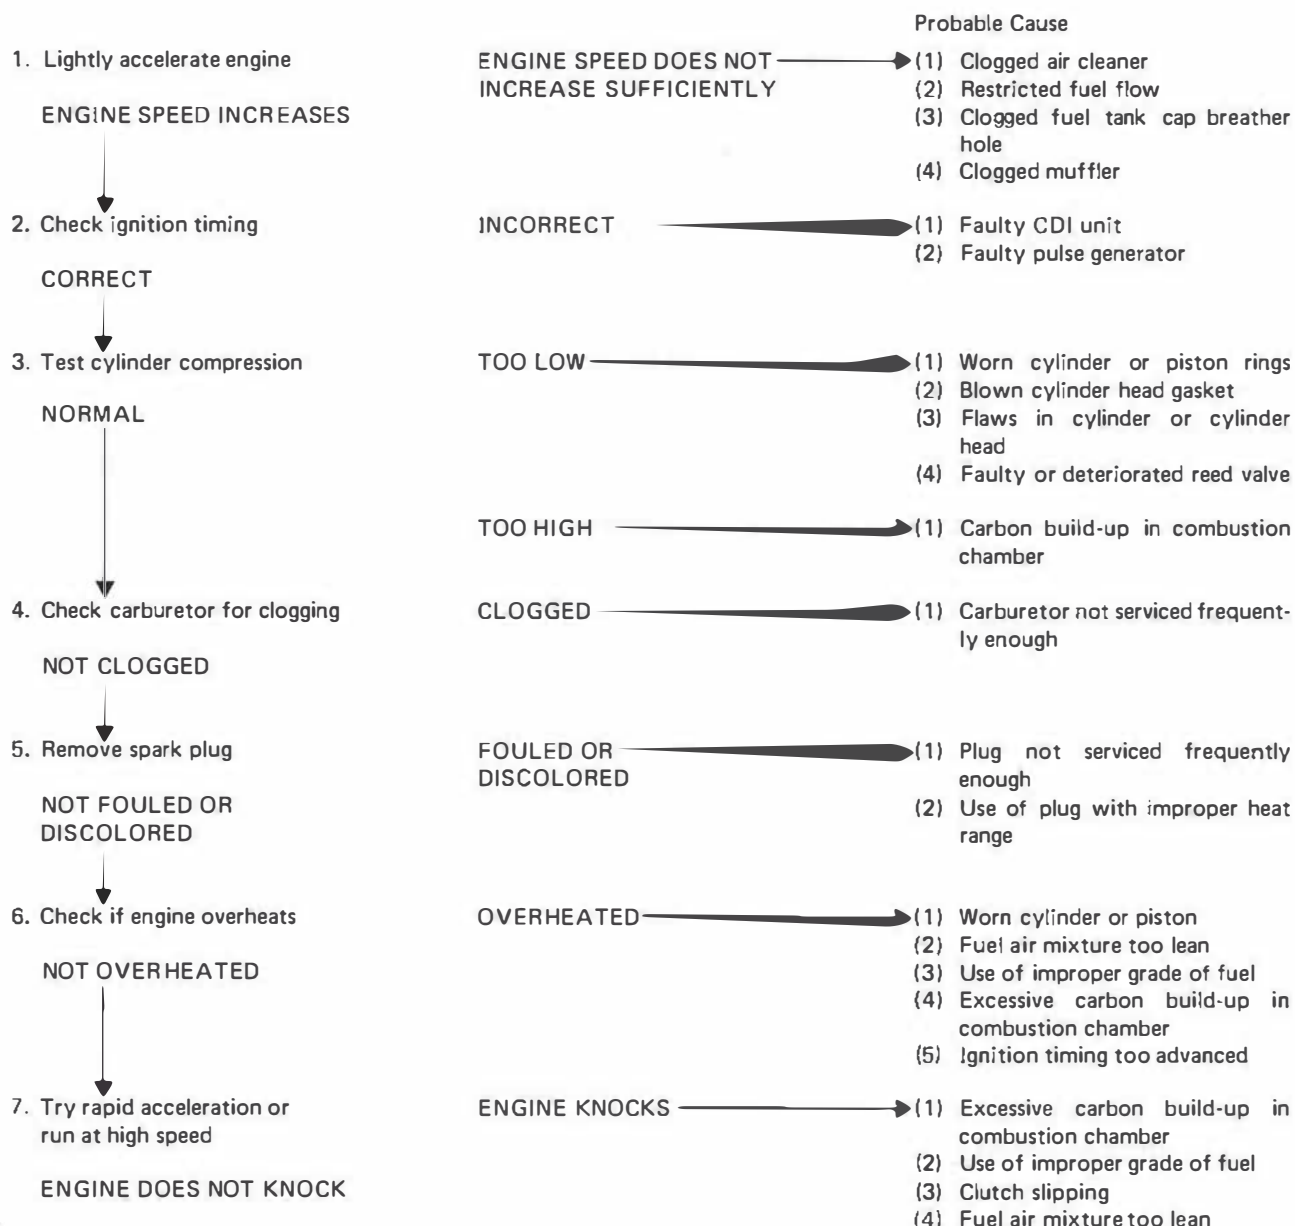 Probable Cause
1. Lightly accelerate engine
ENGINE SPEED DOES NOT
INCREASE SUFFICIENTLY
(1) Clogged air cleaner
(2) Restricted fuel flow
(3) Clogged fuel tank cap breather
hole
(4) Clogged muffler
ENGINE SPEED INCREASES
2. Check ignition timing
INCORRECT
(1) Faulty CDI unit
(2) Faulty pulse generator
CORRECT
3. Test cylinder compression
TOO LOW
(1) Worn cylinder or piston rings
(2) Blown cylinder head gasket
(3) Flaws in cylinder or cylinder
head
(4) Faulty or deteriorated reed valve
NORMAL
TOO HIGH
(1) Carbon build-up in combustion
chamber
4. Check carburetor for clogging
CLOGGED
(1) Carburetor not serviced frequent-
ly enough
NOT CLOGGED
5. Remove spark plug
FOULED OR
DISCOLORED
(1) Plug not serviced frequently
enough
(2) Use of plug with improper heat
range
NOT FOULED OR
DISCOLORED
6. Check if engine overheats
OVERHEATED
(1) Worn cylinder or piston
(2) Fuel air mixture too lean
(3) Use of improper grade of fuel
(4) Excessive carbon build-up in
combustion chamber
(5) Ignition timing too advanced
NOT OVERHEATED
7. Try rapid acceleration or
run at high speed
ENGINE KNOCKS
(1) Excessive carbon build-up in
combustion chamber
(2) Use of improper grade of fuel
(3) Clutch slipping
(4) Fuel air mixture too lean
ENGINE DOES NOT KNOCK